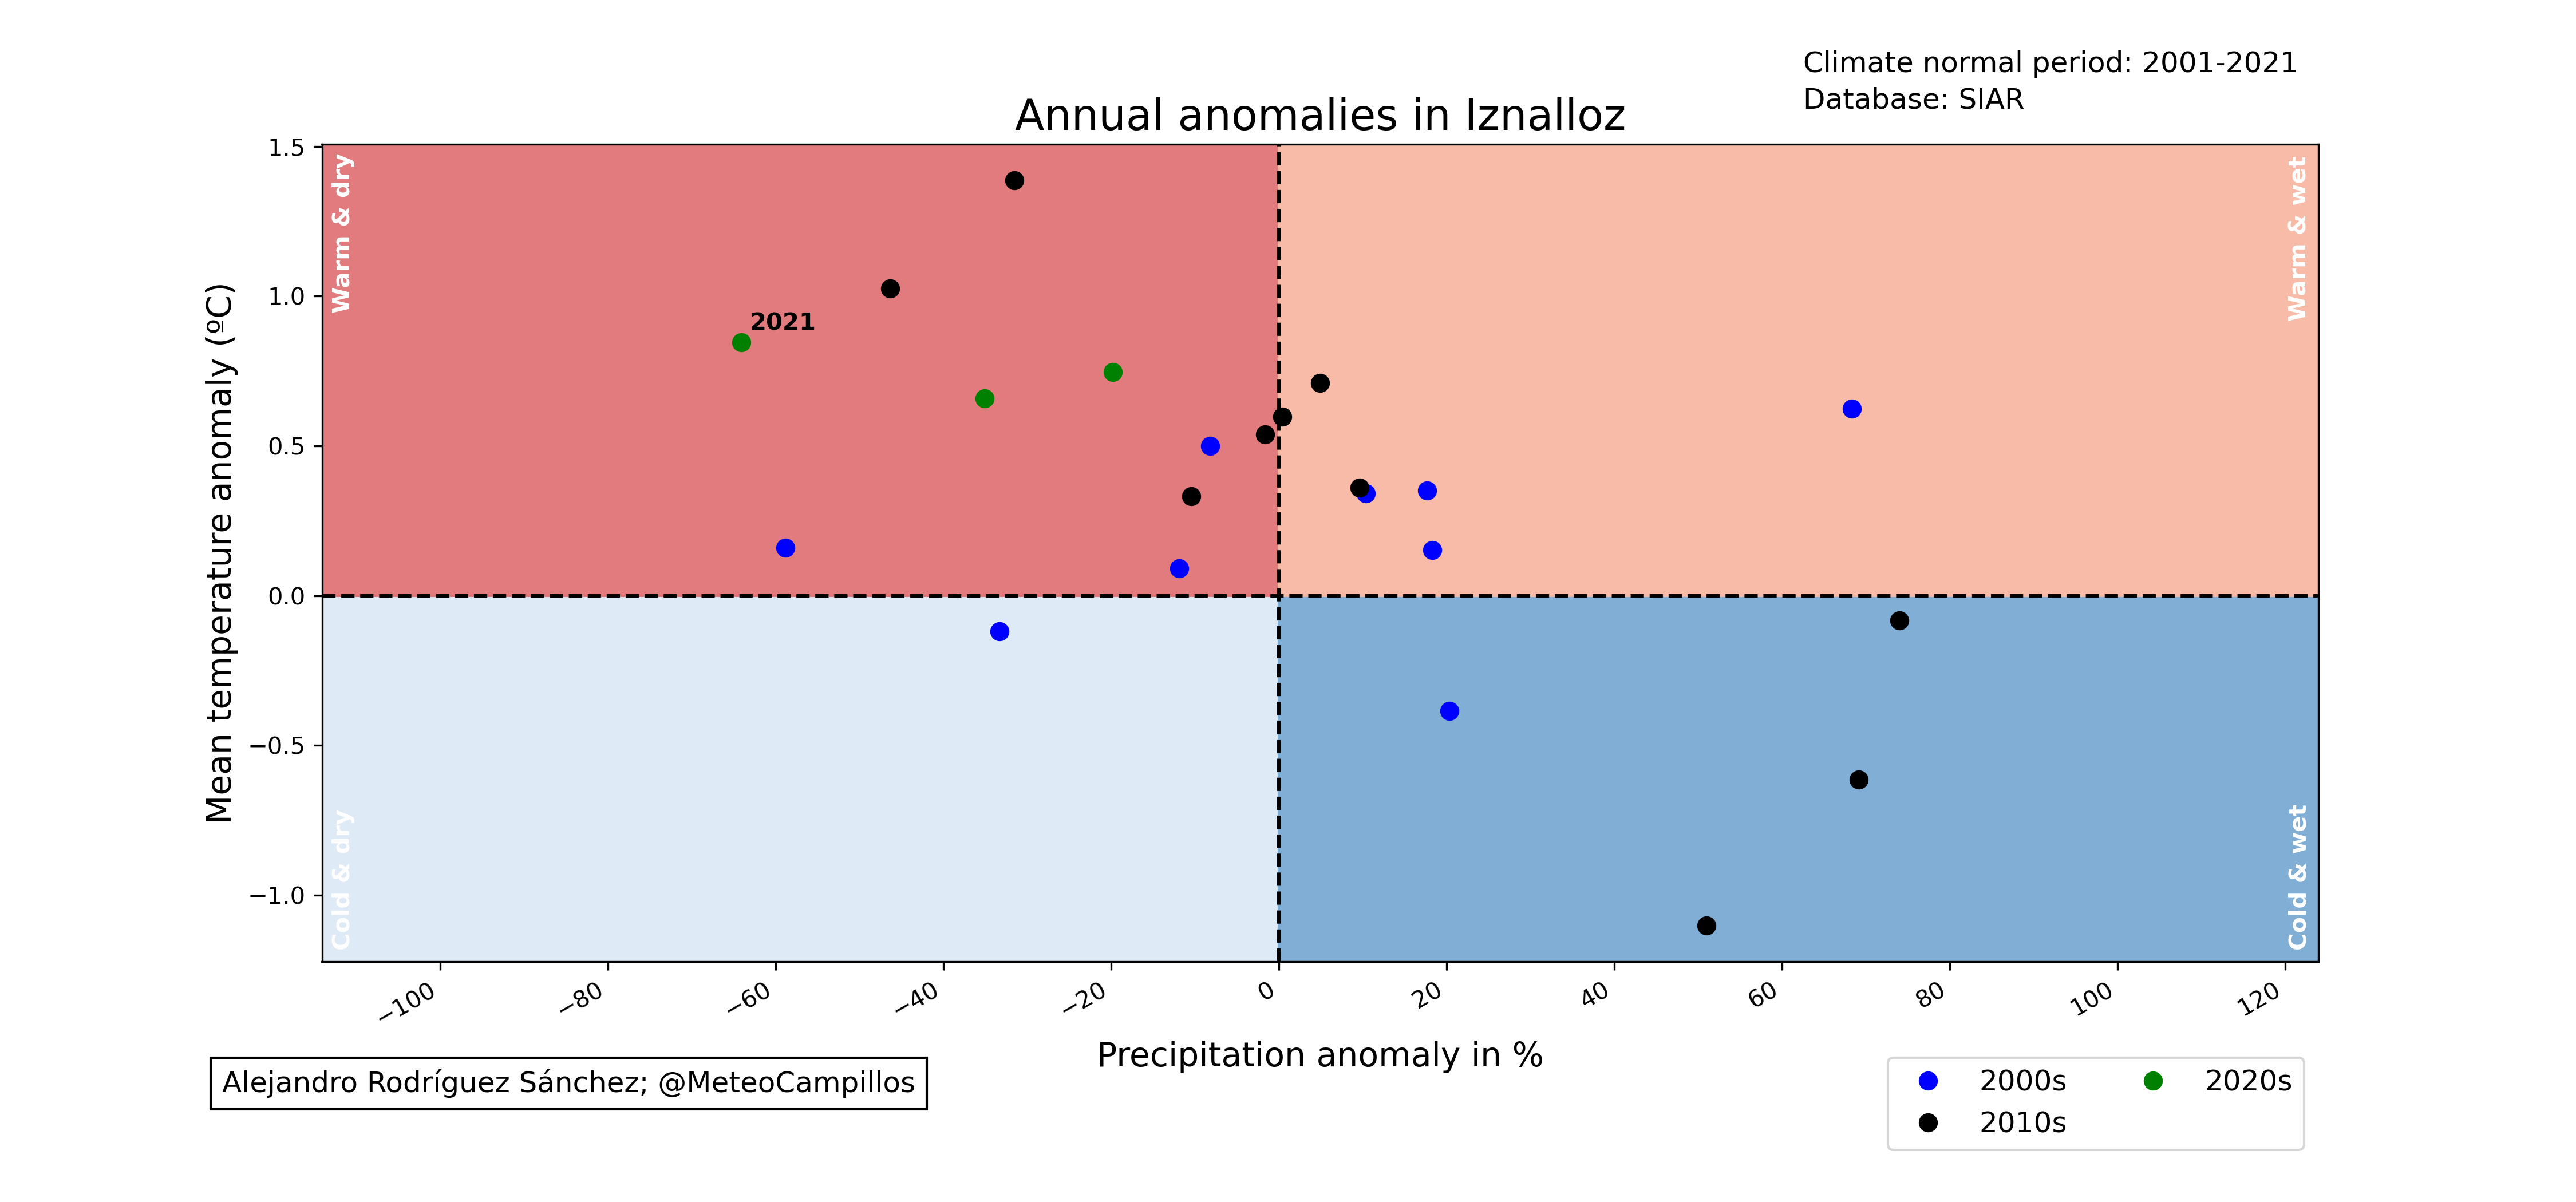 Climate normal period: 2001-2021
Database: SIAR
Annual anomalies in Iznalloz
Warm & dry
Warm & wet
Cold & dry
Cold & wet
2021
Mean temperature anomaly (ºC)
1.5
1.0
0.5
0.0
−0.5
−1.0
−100
−80
−60
−40
−20
0
20
40
60
80
100
120
Precipitation anomaly in %
Alejandro Rodríguez Sánchez; @MeteoCampillos
2000s
2010s
2020s